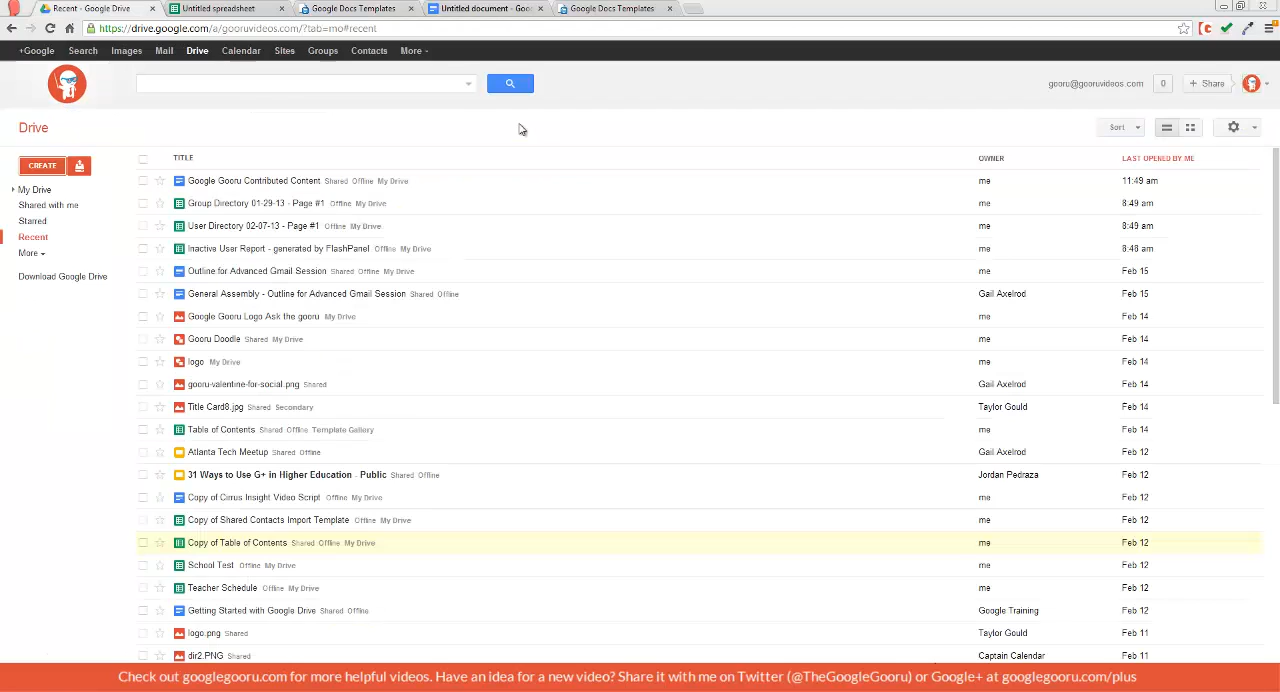 Recent - Google Drive
Untitled spreadsheet
Google Docs Templates
Untitled document - Goo
Google Docs Templates
https://drive.google.com/a/gooruvideos.com/?tab=mo#recent
+Google Search Images Mail Drive Calendar Sites Groups Contacts More
gooru@gooruvideos.com 0 + Share
Drive
Sort
CREATE
My Drive
Shared with me
Starred
Recent
More
Download Google Drive
TITLE OWNER LAST OPENED BY ME
Google Gooru Contributed Content Shared Offline My Drive me 11:49 am
Group Directory 01-29-13 - Page #1 Offline My Drive me 8:49 am
User Directory 02-07-13 - Page #1 Offline My Drive me 8:49 am
Inactive User Report - generated by FlashPanel Offline My Drive me 8:48 am
Outline for Advanced Gmail Session Shared Offline My Drive me Feb 15
General Assembly - Outline for Advanced Gmail Session Shared Offline Gail Axelrod Feb 15
Google Gooru Logo Ask the gooru My Drive me Feb 14
Gooru Doodle Shared My Drive me Feb 14
logo My Drive me Feb 14
gooru-valentine-for-social.png Shared Gail Axelrod Feb 14
Title Card8.jpg Shared Secondary Taylor Gould Feb 14
Table of Contents Shared Offline Template Gallery me Feb 14
Atlanta Tech Meetup Shared Offline Gail Axelrod Feb 12
31 Ways to Use G+ in Higher Education - Public Shared Offline Jordan Pedraza Feb 12
Copy of Cirrus Insight Video Script Offline My Drive me Feb 12
Copy of Shared Contacts Import Template Offline My Drive me Feb 12
Copy of Table of Contents Shared Offline My Drive me Feb 12
School Test Offline My Drive me Feb 12
Teacher Schedule Offline My Drive me Feb 12
Getting Started with Google Drive Shared Offline Google Training Feb 12
logo.png Shared Taylor Gould Feb 11
dir2.PNG Shared Captain Calendar Feb 11
Check out googlegooru.com for more helpful videos. Have an idea for a new video? Share it with me on Twitter (@TheGoogleGooru) or Google+ at googlegooru.com/plus